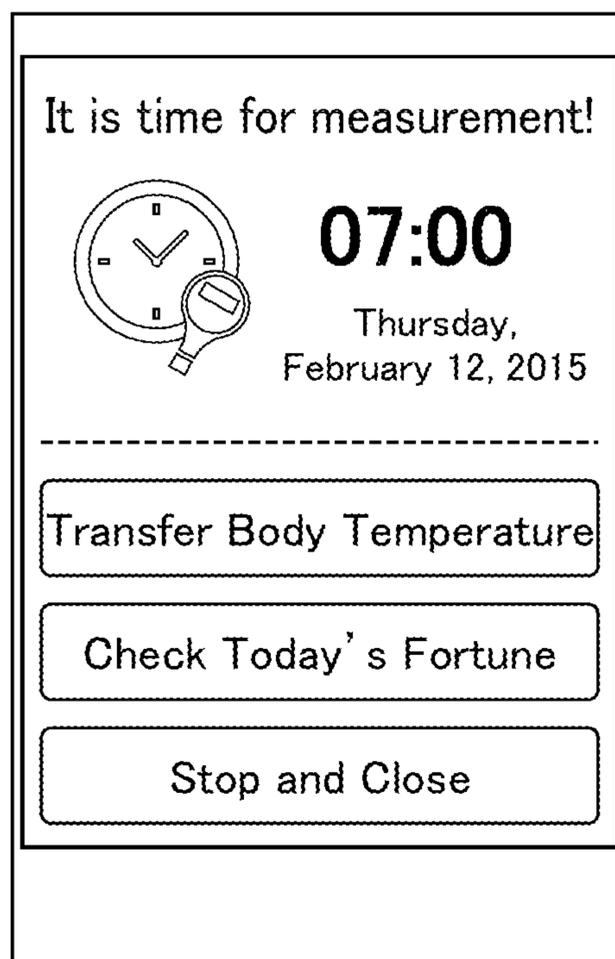 It is time for measurement!
07:00
Thursday,
February 12, 2015
Transfer Body Temperature
Check Today's Fortune
Stop and Close